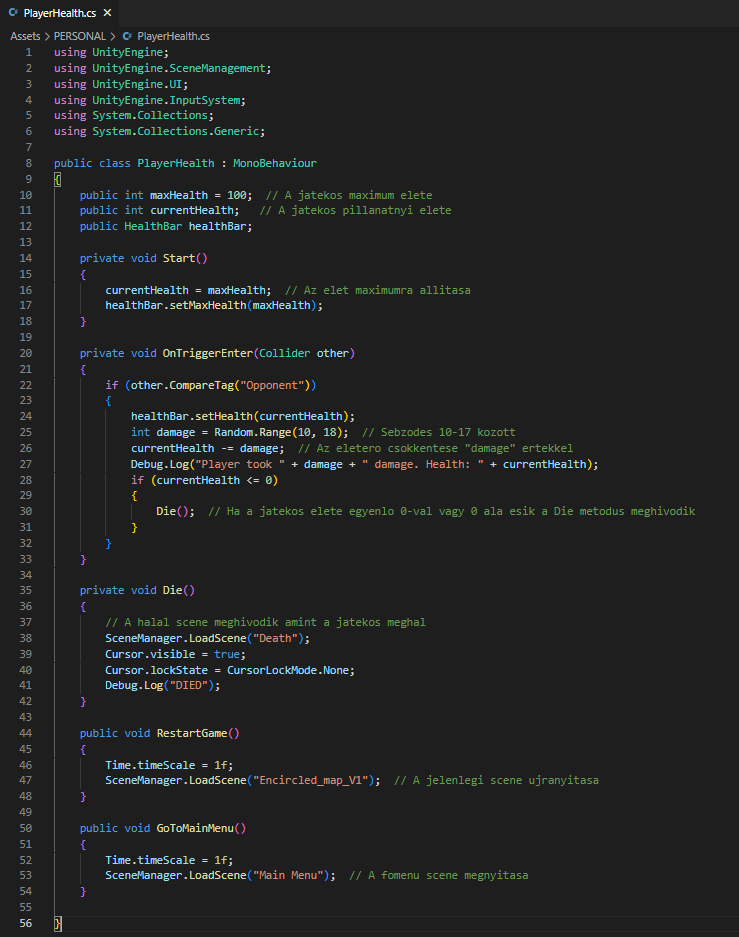 PlayerHealth.cs
Assets > PERSONAL > PlayerHealth.cs
1 using UnityEngine;
2 using UnityEngine.SceneManagement;
3 using UnityEngine.UI;
4 using UnityEngine.InputSystem;
5 using System.Collections;
6 using System.Collections.Generic;
7
8 public class PlayerHealth : MonoBehaviour
9 {
10     public int maxHealth = 100;  // A jatekos maximum elete
11     public int currentHealth;   // A jatekos pillanatnyi elete
12     public HealthBar healthBar;
13
14     private void Start()
15     {
16         currentHealth = maxHealth;  // Az elet maximumra allitasa
17         healthBar.setMaxHealth(maxHealth);
18     }
19
20     private void OnTriggerEnter(Collider other)
21     {
22         if (other.CompareTag("Opponent"))
23         {
24             healthBar.setHealth(currentHealth);
25             int damage = Random.Range(10, 18);  // Sebzodes 10-17 kozott
26             currentHealth -= damage;  // Az eletero csokkentese "damage" ertekkel
27             Debug.Log("Player took " + damage + " damage. Health: " + currentHealth);
28             if (currentHealth <= 0)
29             {
30                 Die();  // Ha a jatekos elete egyenlo 0-val vagy 0 ala esik a Die metodus meghivodik
31             }
32         }
33     }
34
35     private void Die()
36     {
37         // A halal scene meghivodik amint a jatekos meghal
38         SceneManager.LoadScene("Death");
39         Cursor.visible = true;
40         Cursor.lockState = CursorLockMode.None;
41         Debug.Log("DIED");
42     }
43
44     public void RestartGame()
45     {
46         Time.timeScale = 1f;
47         SceneManager.LoadScene("Encircled_map_V1");  // A jelenlegi scene ujranyitasa
48     }
49
50     public void GoToMainMenu()
51     {
52         Time.timeScale = 1f;
53         SceneManager.LoadScene("Main Menu");  // A fomenu scene megnyitasa
54     }
55
56 }